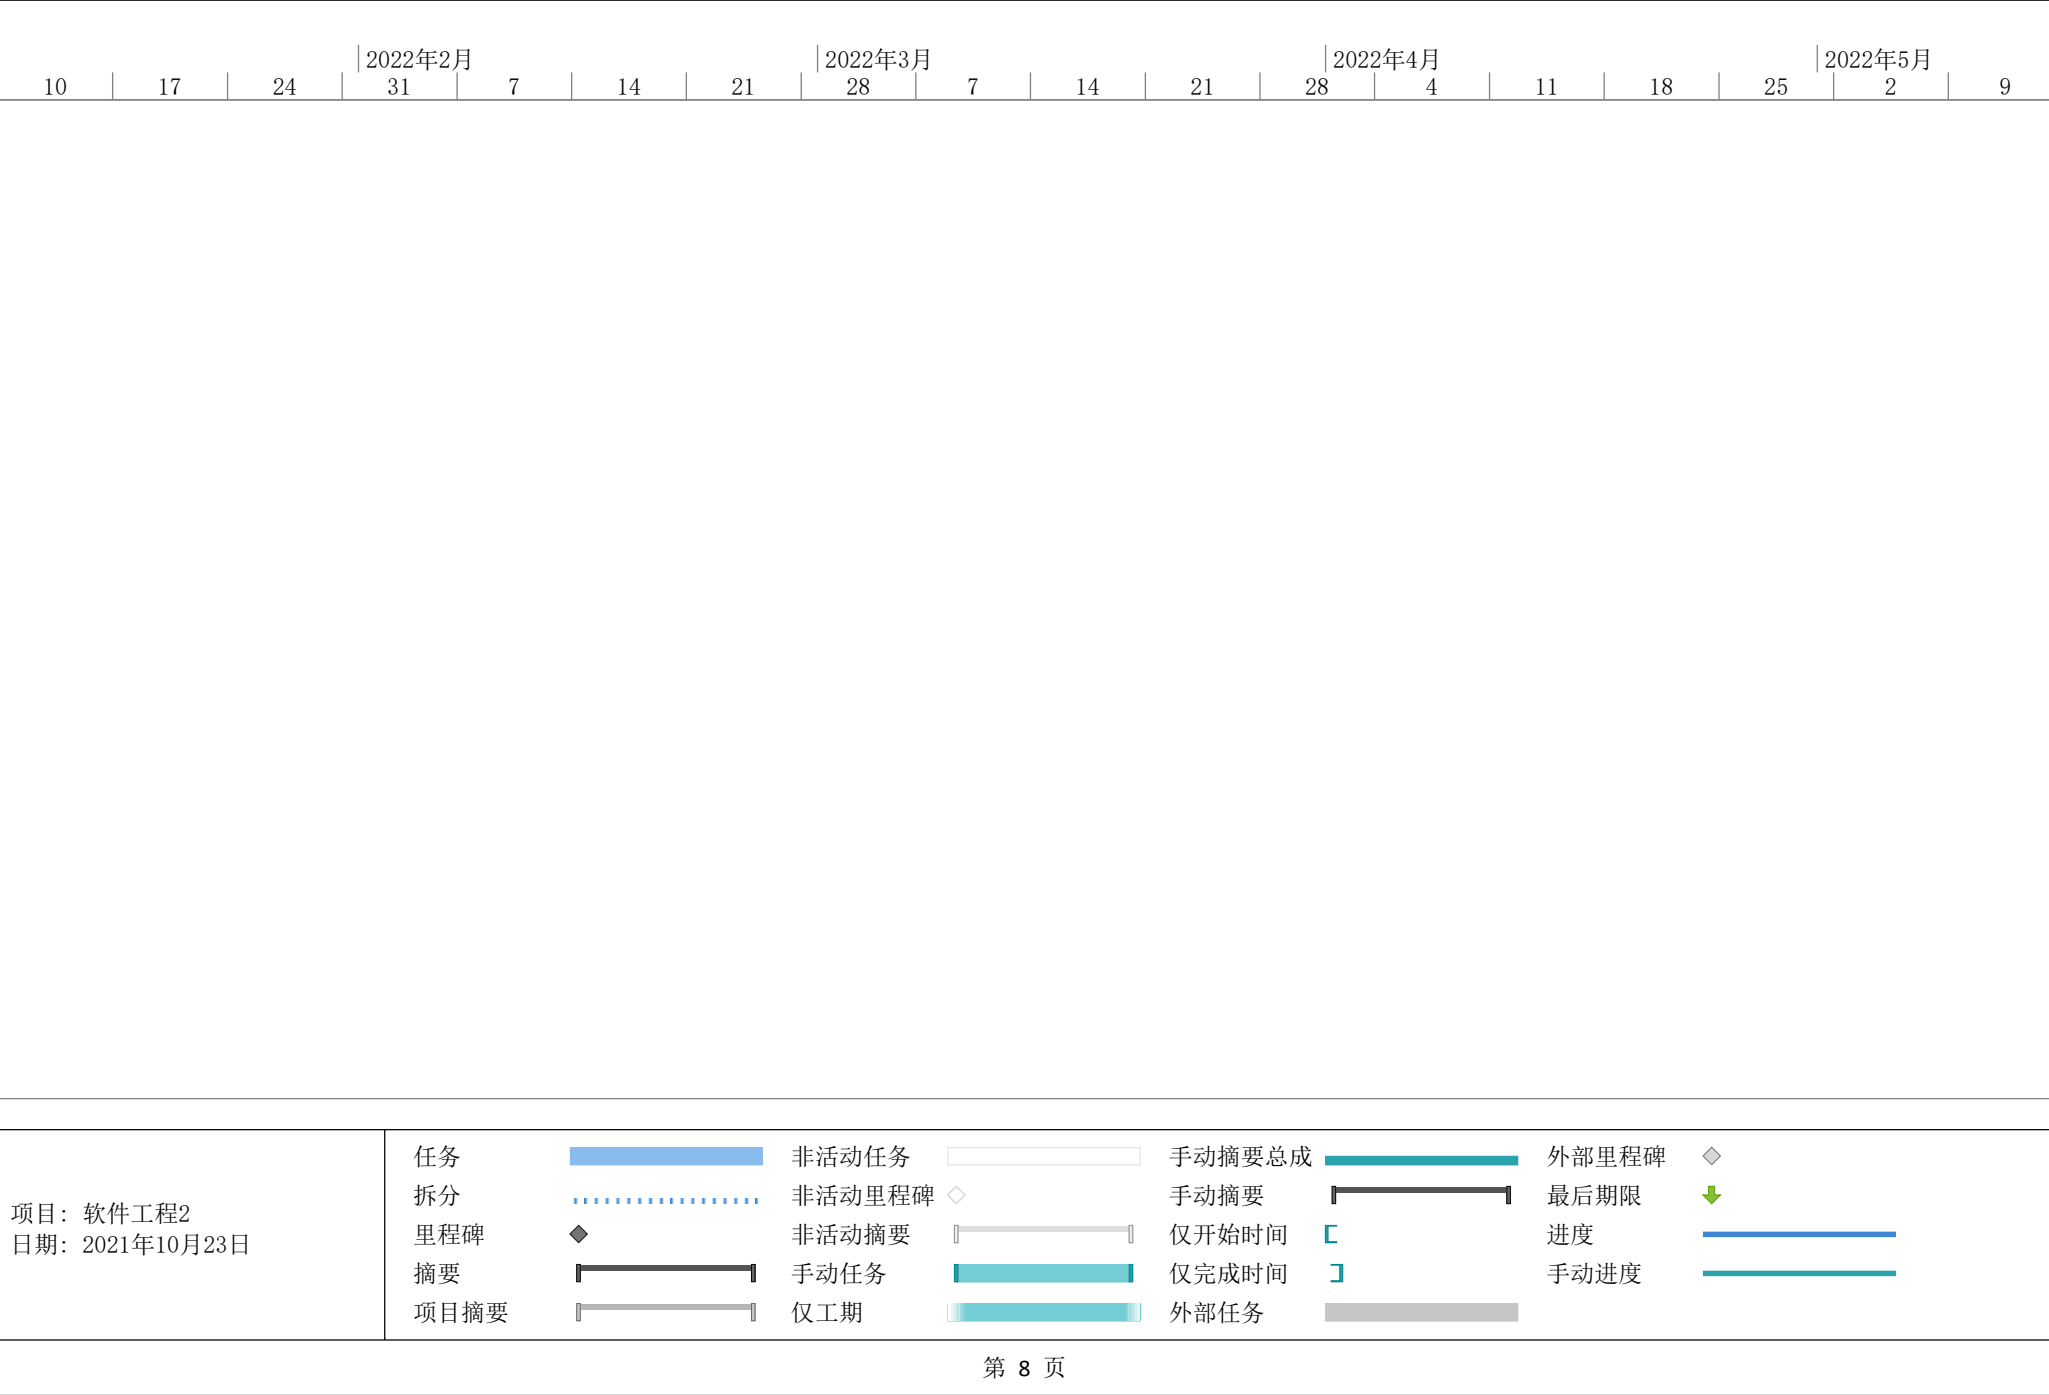 2022年2月 2022年3月 2022年4月 2022年5月
10 17 24 31 7 14 21 28 7 14 21 28 4 11 18 25 2 9
项目: 软件工程2
日期: 2021年10月23日
任务
拆分
里程碑
摘要
项目摘要
非活动任务
非活动里程碑
非活动摘要
手动任务
仅工期
手动摘要总成
手动摘要
仅开始时间
仅完成时间
外部任务
外部里程碑
最后期限
进度
手动进度
第 8 页